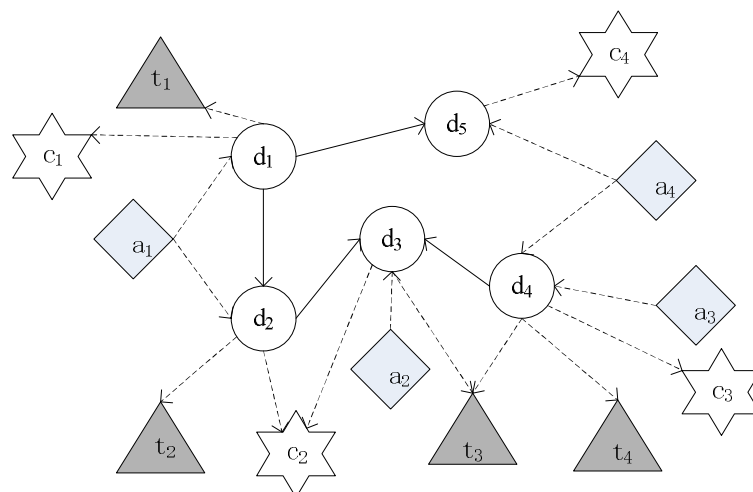 t₁
c₄
c₁
d₁
d₅
a₁
a₄
d₃
d₂
d₄
a₃
a₂
c₃
t₂
c₂
t₃
t₄